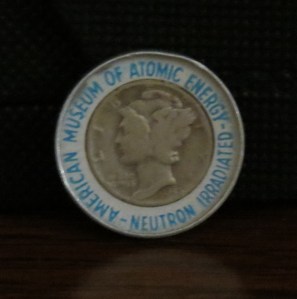 AMERICAN MUSEUM OF ATOMIC ENERGY-
-NEUTRON IRRADIATED-